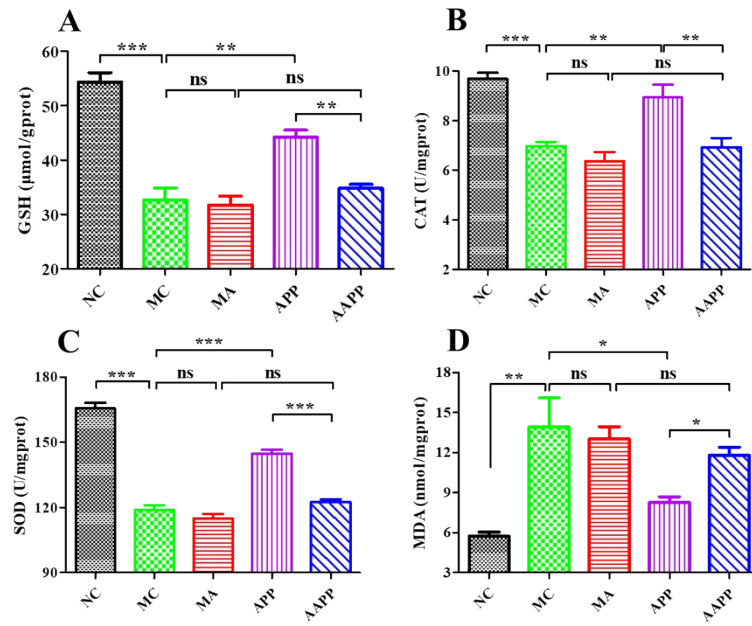 A
*** **
ns ns
**
60
50
40
30
20
GSH (μmol/gprot)
NC MC MA APP AAPP
B
*** ** **
ns ns
10
8
6
4
2
CAT (U/mgprot)
NC MC MA APP AAPP
C
***
*** ns ns
***
180
150
120
90
SOD (U/mgprot)
NC MC MA APP AAPP
D
*
** ns ns
*
18
15
12
9
6
3
MDA (nmol/mgprot)
NC MC MA APP AAPP